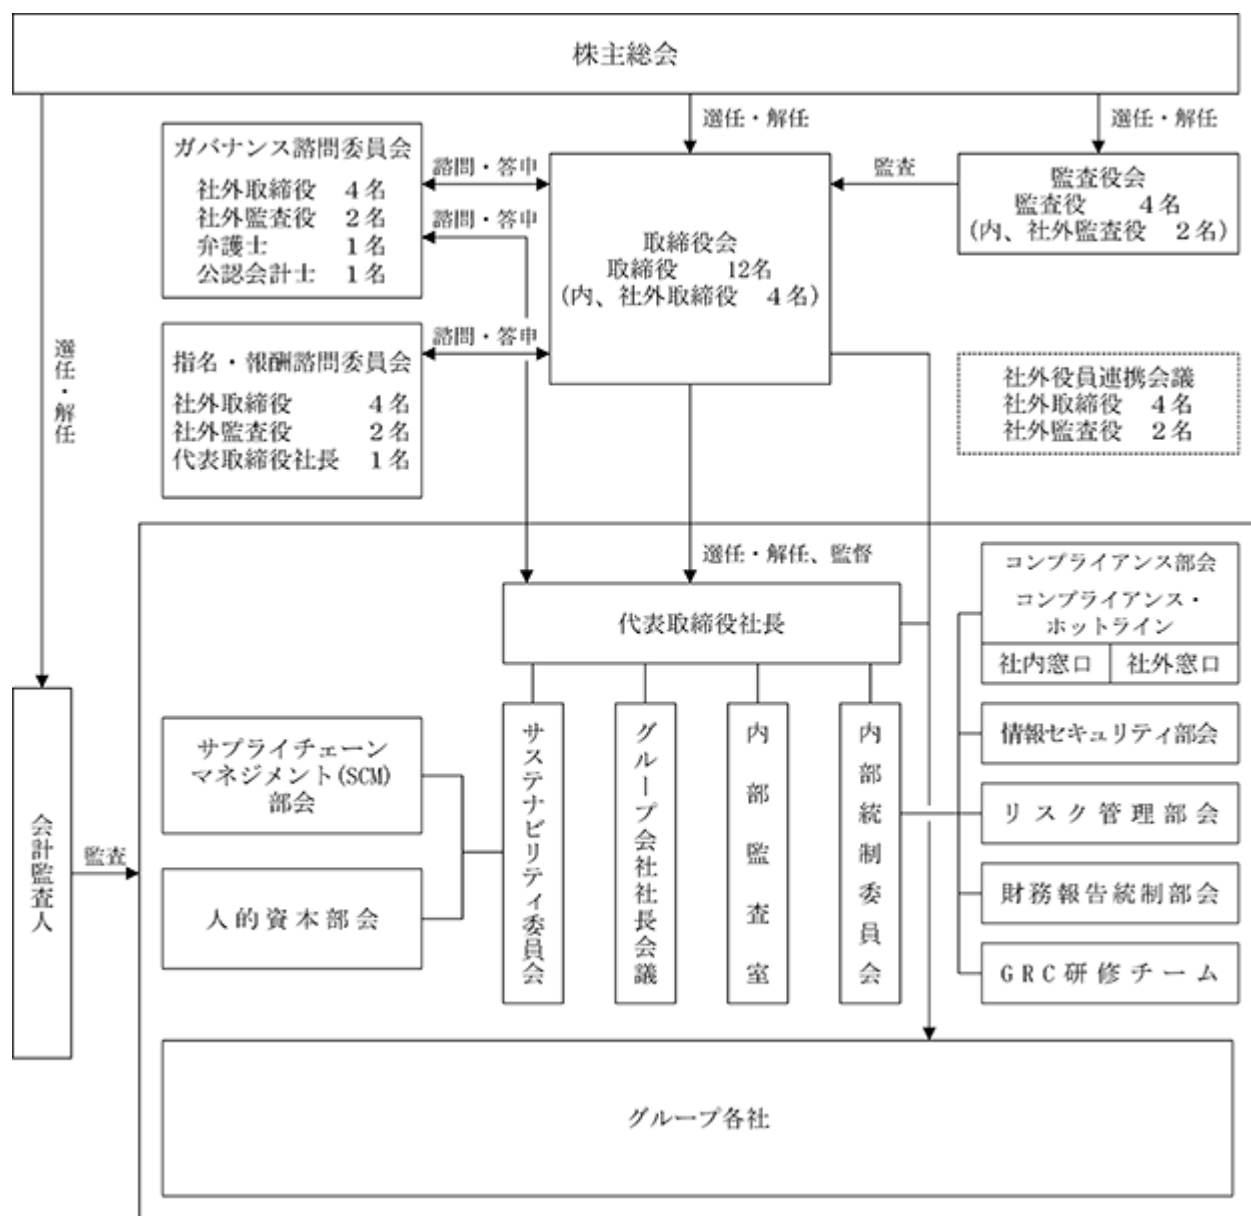 株主総会
選任・解任
選任・解任
ガバナンス諮問委員会
社外取締役 4名
社外監査役 2名
弁護士 1名
公認会計士 1名
諮問・答申
諮問・答申
取締役会
取締役 12名
(内、社外取締役 4名)
監査
監査役会
監査役 4名
(内、社外監査役 2名)
選任・解任
指名・報酬諮問委員会
社外取締役 4名
社外監査役 2名
代表取締役社長 1名
諮問・答申
社外役員連携会議
社外取締役 4名
社外監査役 2名
選任・解任、監督
代表取締役社長
コンプライアンス部会
コンプライアンス・
ホットライン
社内窓口
社外窓口
会計監査人
監査
サプライチェーン
マネジメント(SCM)
部会
人的資本部会
サステナビリティ委員会
グループ会社社長会議
内部監査室
内部統制委員会
情報セキュリティ部会
リスク管理部会
財務報告統制部会
GRC研修チーム
グループ各社